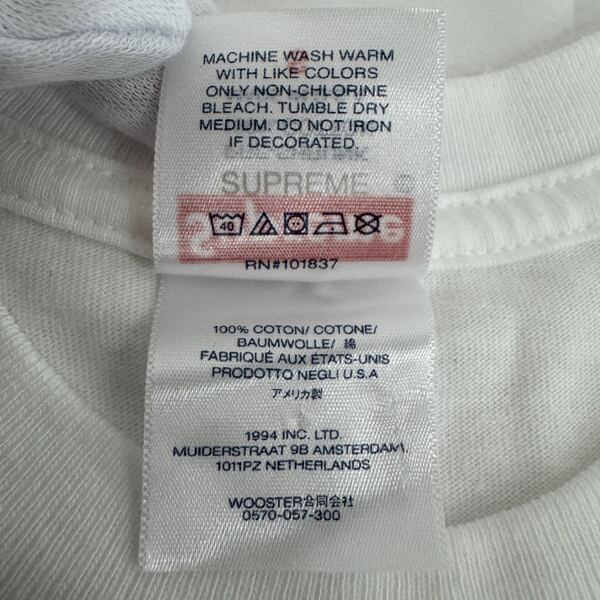 MACHINE WASH WARM
WITH LIKE COLORS
ONLY NON-CHLORINE
BLEACH. TUMBLE DRY
MEDIUM. DO NOT IRON
IF DECORATED.
SUPREME
40
RN#101837
100% COTON/ COTONE/
BAUMWOLLE/ 綿
FABRIQUÉ AUX ÉTATS-UNIS
PRODOTTO NEGLI U.S.A
アメリカ製
1994 INC. LTD.
MUIDERSTRAAT 9B AMSTERDAM,
1011PZ NETHERLANDS
WOOSTER合同会社
0570-057-300